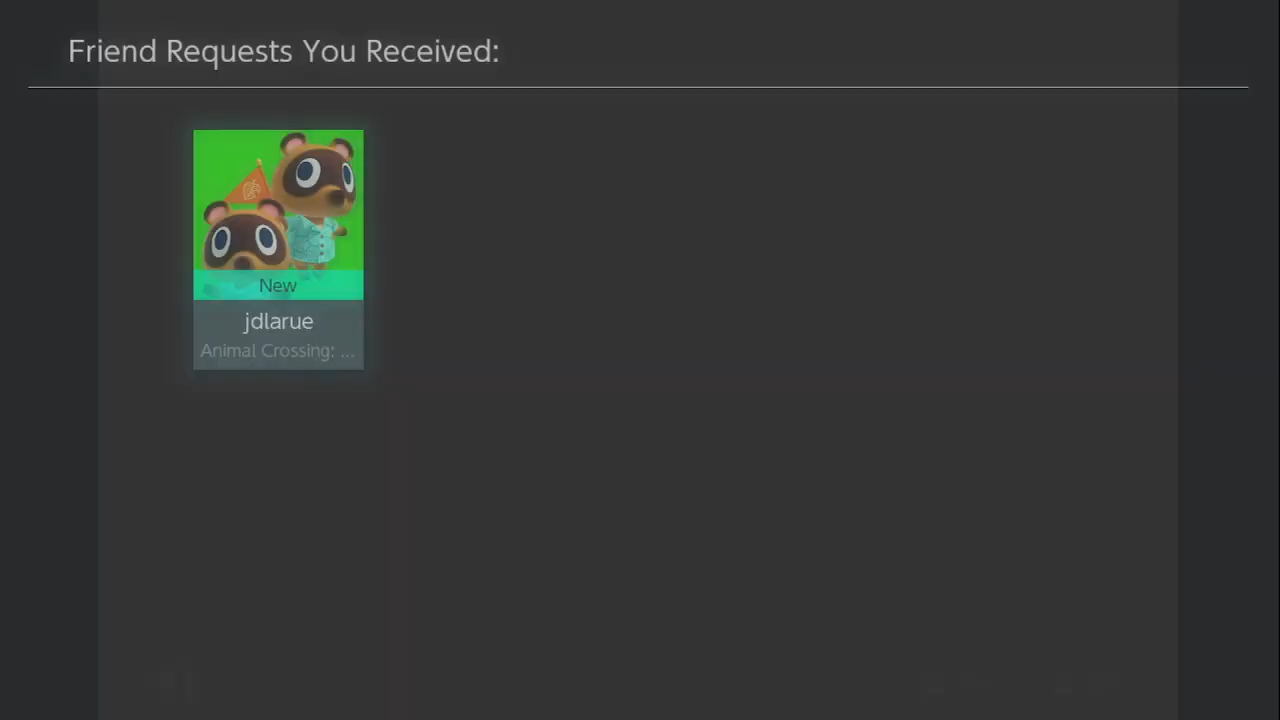 Friend Requests You Received:
New
jdlarue
Animal Crossing: ...